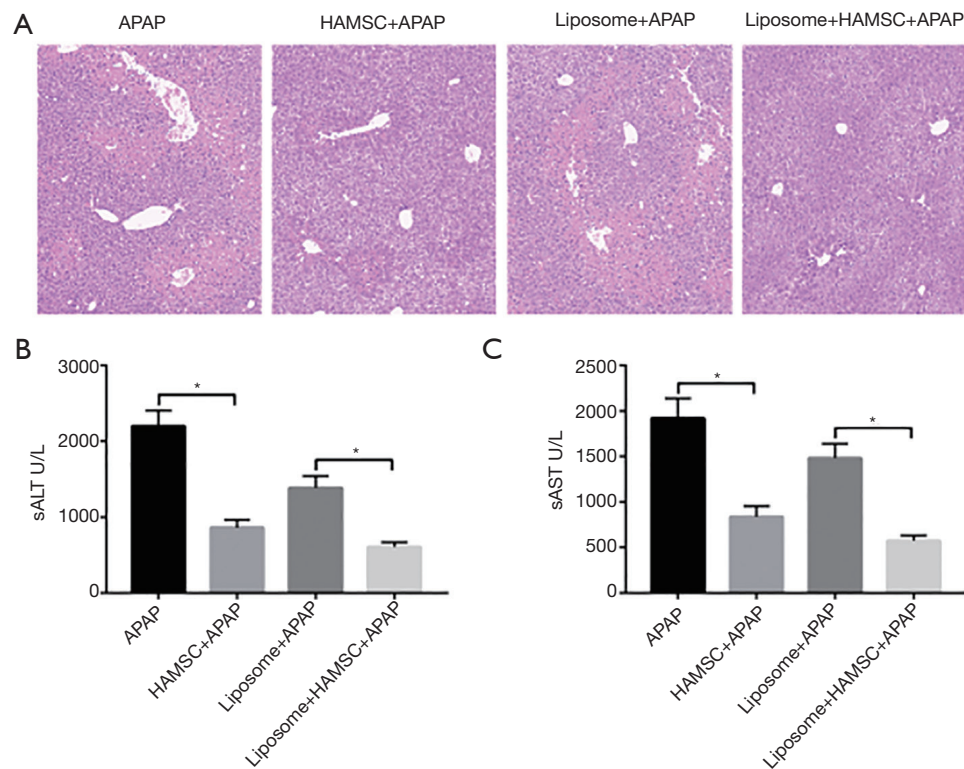 A
APAP
HAMSC+APAP
Liposome+APAP
Liposome+HAMSC+APAP
B
sALT U/L
3000
2000
1000
0
*
*
APAP
HAMSC+APAP
Liposome+APAP
Liposome+HAMSC+APAP
C
sAST U/L
2500
2000
1500
1000
500
0
*
*
APAP
HAMSC+APAP
Liposome+APAP
Liposome+HAMSC+APAP